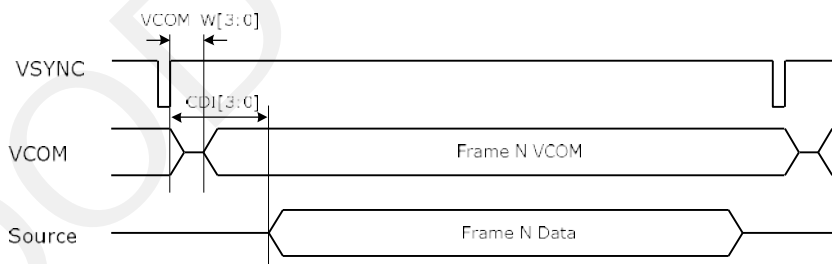 VCOM W[3:0]
VSYNC
CDI[3:0]
VCOM
Frame N VCOM
Source
Frame N Data